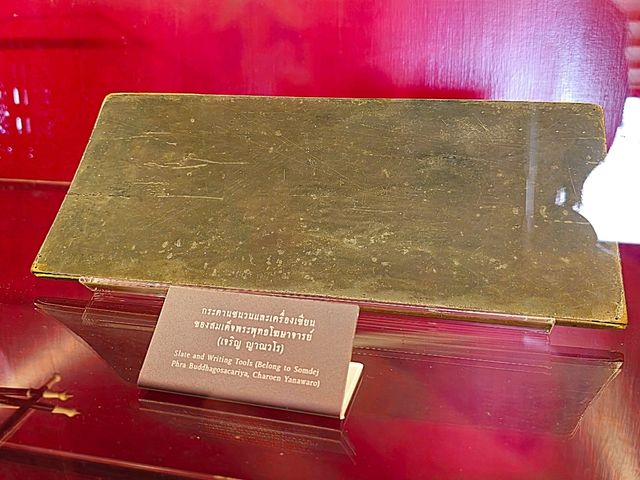 กระดานชนวนและเครื่องเขียน
ของสมเด็จพระพุทธโฆษาจารย์
(เจริญ ญาณวโร)
Slate and Writing Tools (Belong to Somdej
Phra Buddhagosacariya, Charoen Yanawaro)